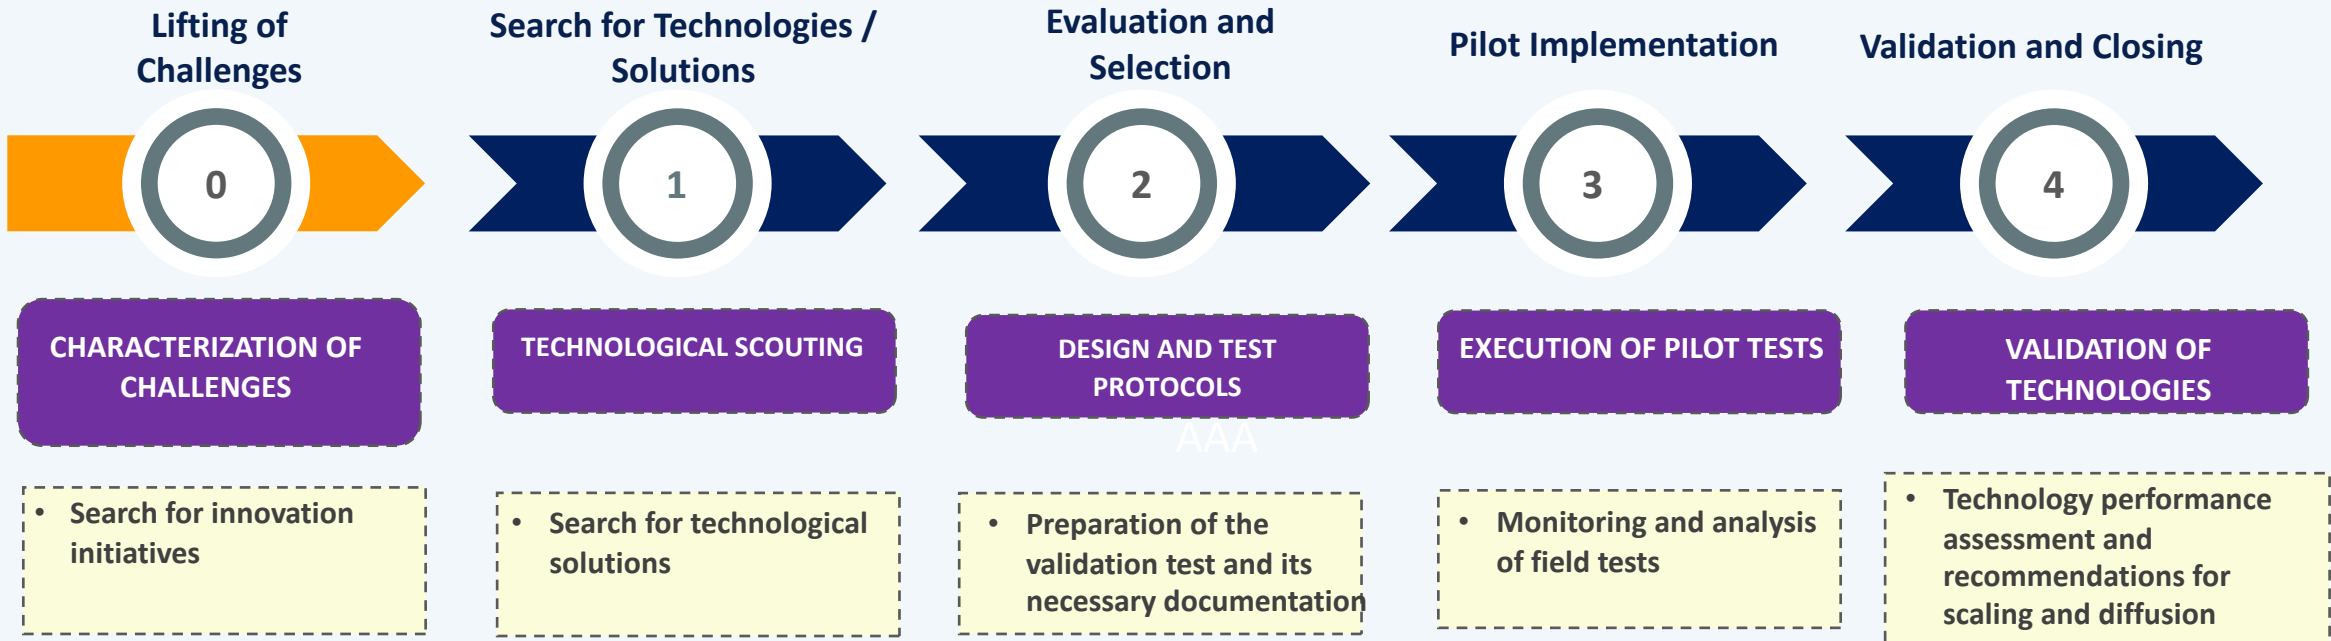 Lifting of
Challenges
Search for Technologies /
Solutions
Evaluation and
Selection
Pilot Implementation
Validation and Closing
0
1
2
3
4
CHARACTERIZATION OF
CHALLENGES
TECHNOLOGICAL SCOUTING
DESIGN AND TEST
PROTOCOLS
EXECUTION OF PILOT TESTS
VALIDATION OF
TECHNOLOGIES
AAA
• Search for innovation
initiatives
• Search for technological
solutions
• Preparation of the
validation test and its
necessary documentation
• Monitoring and analysis
of field tests
• Technology performance
assessment and
recommendations for
scaling and diffusion